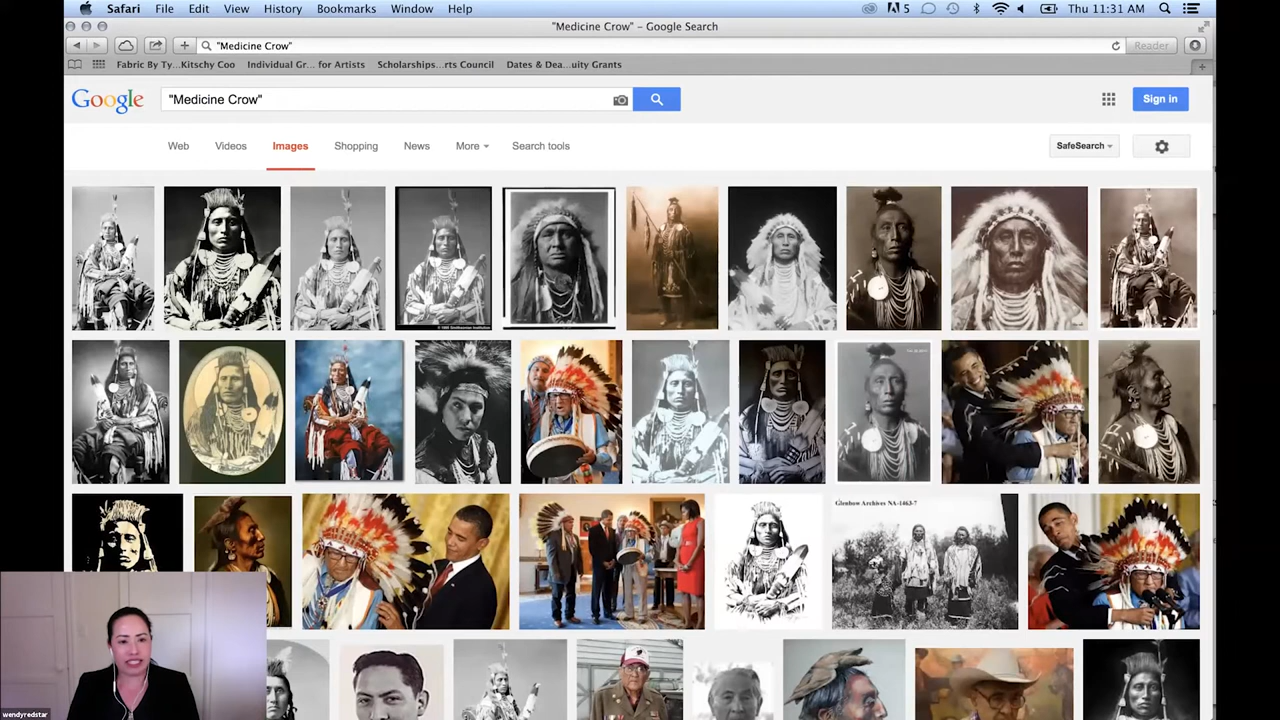 Safari File Edit View History Bookmarks Window Help 5 Thu 11:31 AM
"Medicine Crow" – Google Search
"Medicine Crow" Reader
Fabric By Ty...Kitschy Coo Individual Gr... for Artists Scholarships...rts Council Dates & Dea...uity Grants
Google "Medicine Crow" Sign in
Web Videos Images Shopping News More Search tools SafeSearch
Glenbow Archives NA-1463-7
wendyredstar